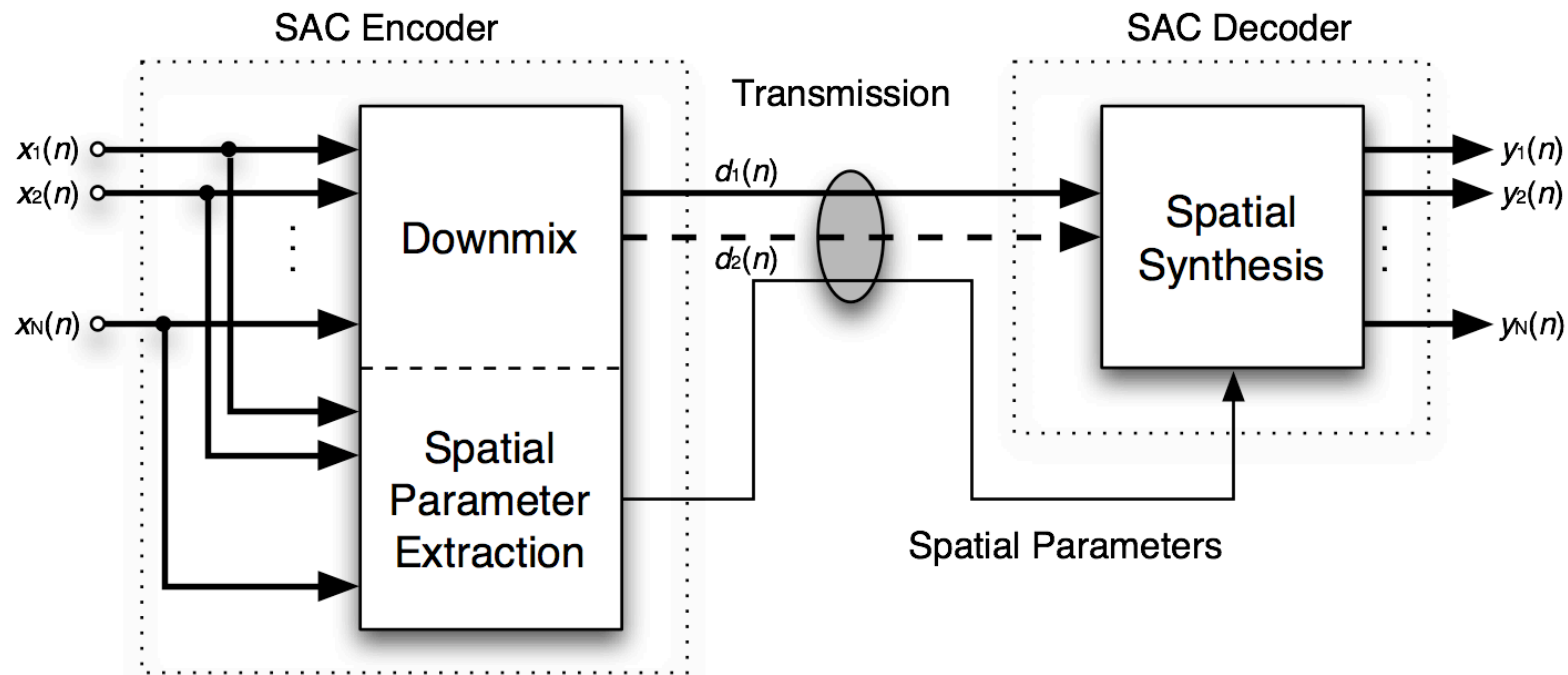 SAC Encoder
SAC Decoder
Transmission
x1(n)
x2(n)
xN(n)
Downmix
Spatial
Parameter
Extraction
d1(n)
d2(n)
Spatial
Synthesis
y1(n)
y2(n)
yN(n)
Spatial Parameters